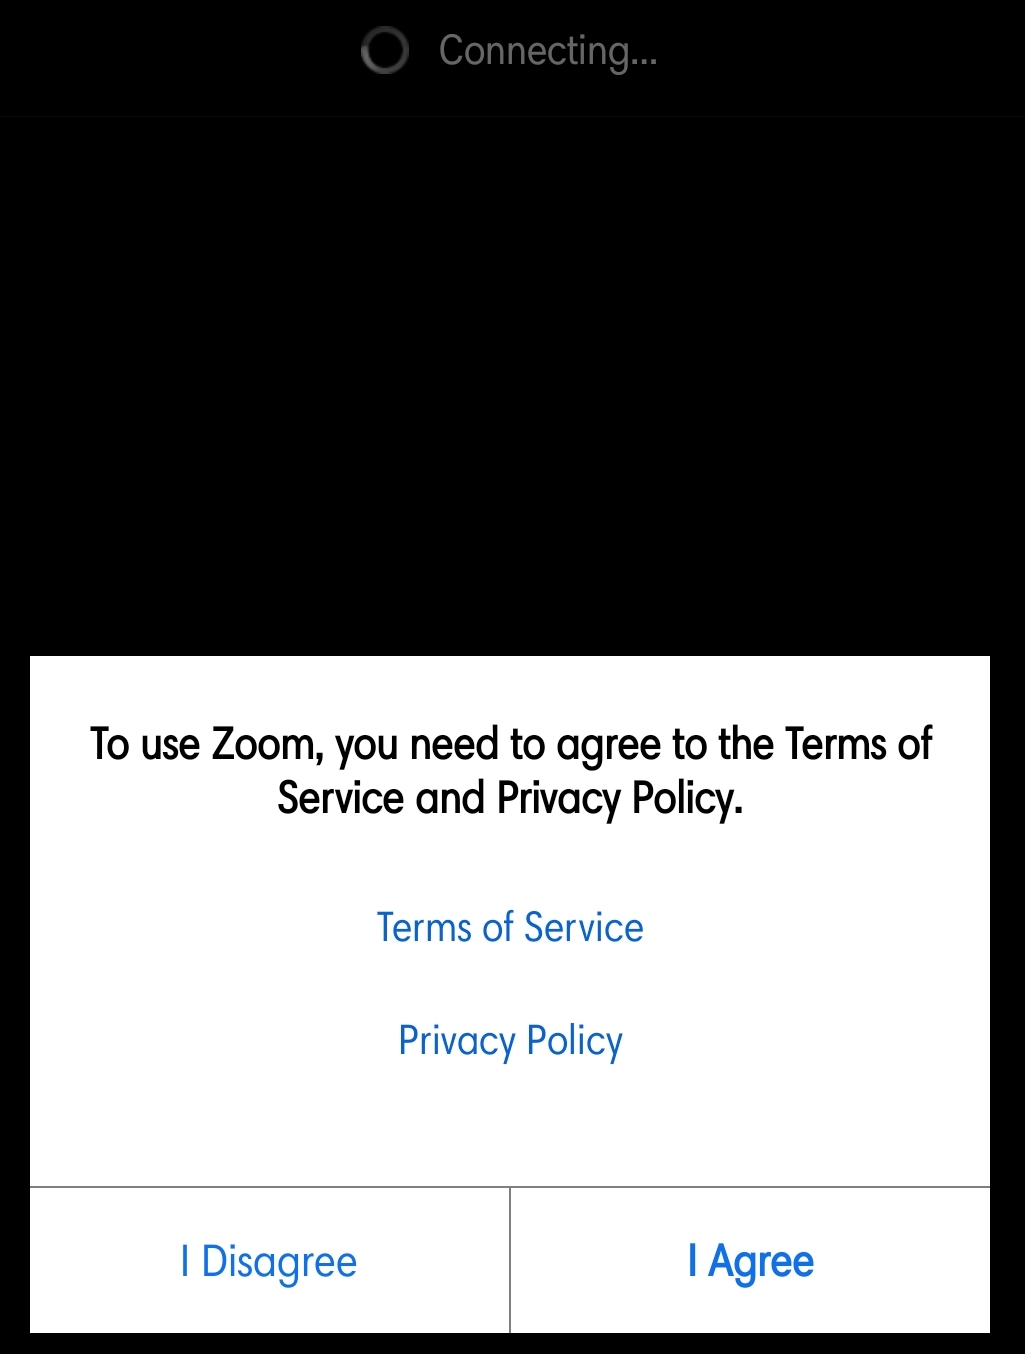 Connecting...
To use Zoom, you need to agree to the Terms of
Service and Privacy Policy.
Terms of Service
Privacy Policy
I Disagree
I Agree